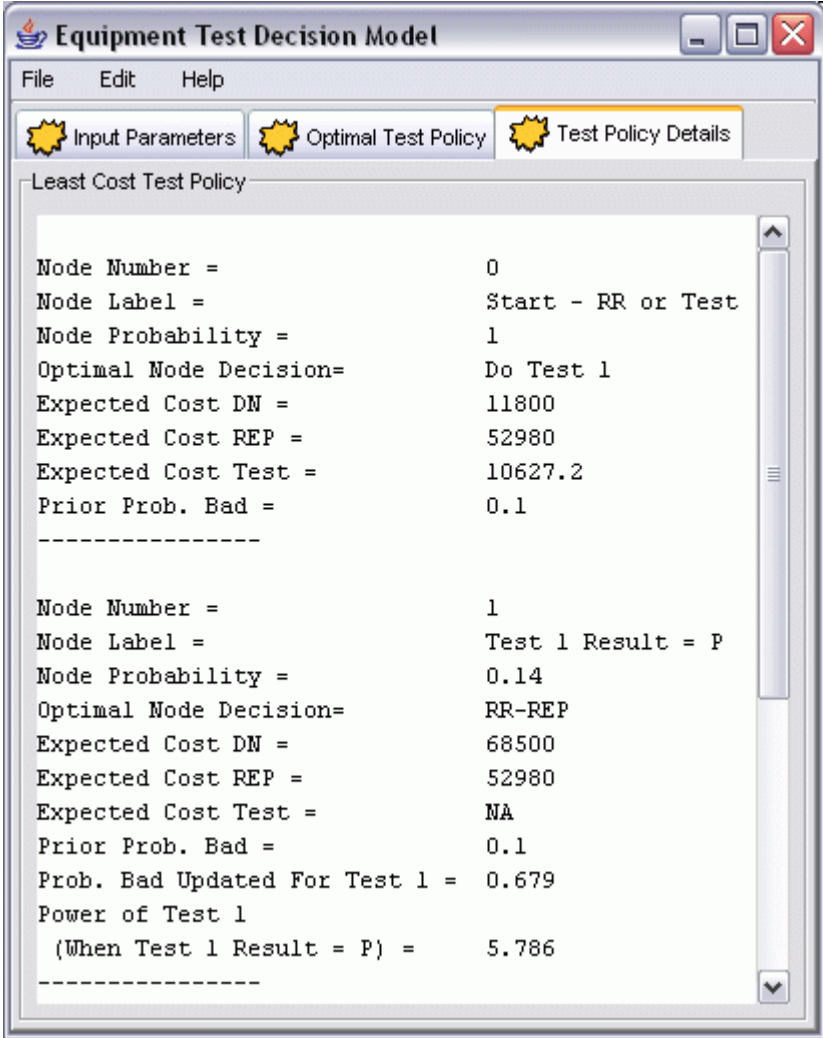 Equipment Test Decision Model
File Edit Help
Input Parameters Optimal Test Policy Test Policy Details
Least Cost Test Policy
Node Number = 0
Node Label = Start - RR or Test
Node Probability = 1
Optimal Node Decision= Do Test 1
Expected Cost DN = 11800
Expected Cost REP = 52980
Expected Cost Test = 10627.2
Prior Prob. Bad = 0.1
----------------
Node Number = 1
Node Label = Test 1 Result = P
Node Probability = 0.14
Optimal Node Decision= RR-REP
Expected Cost DN = 68500
Expected Cost REP = 52980
Expected Cost Test = NA
Prior Prob. Bad = 0.1
Prob. Bad Updated For Test 1 = 0.679
Power of Test 1
(When Test 1 Result = P) = 5.786
----------------